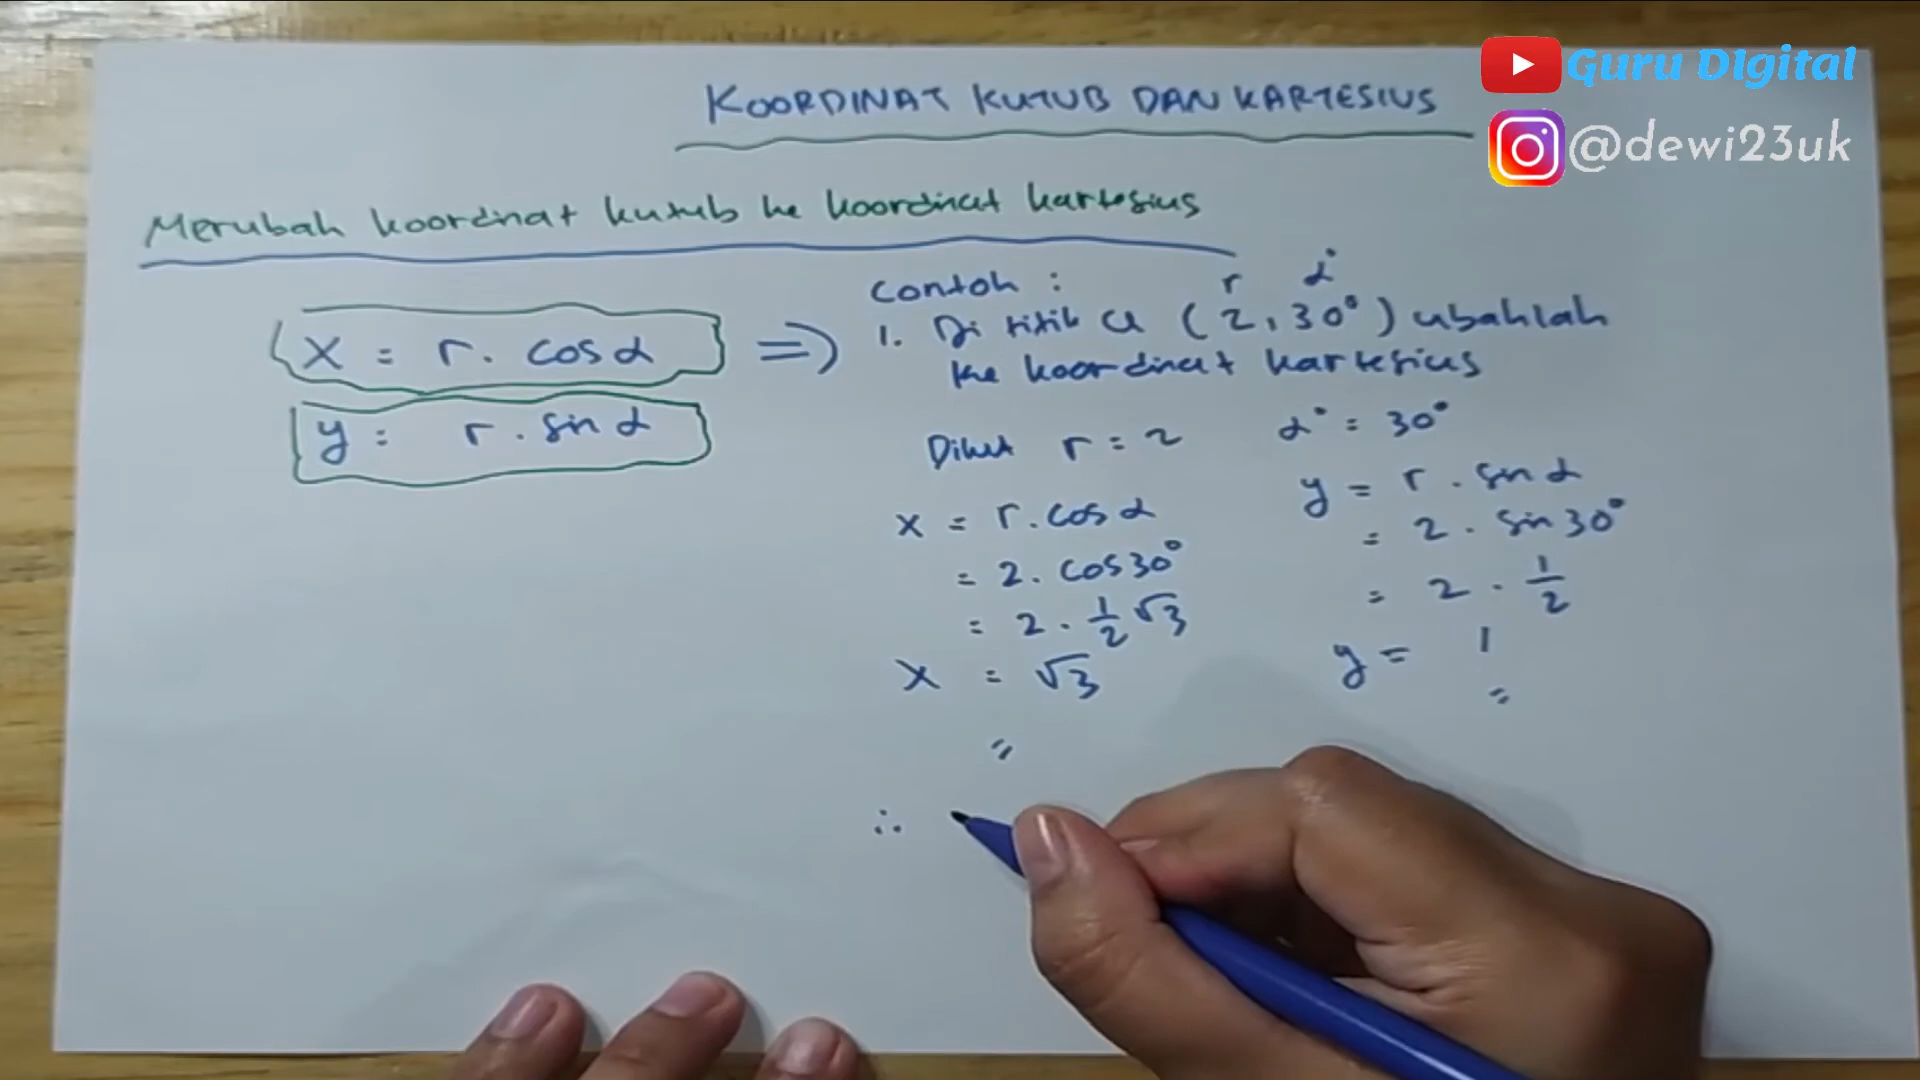 Guru DIgital
@dewi23uk
KOORDINAT KUTUB DAN KARTESIUS
Merubah koordinat kutub ke koordinat kartesius
x = r. cos α
y = r. sin α
⇒
Contoh :
r α°
1. Di titik a (2, 30°) ubahlah
ke koordinat kartesius
Diket r = 2 α° = 30°
x = r. cos α
= 2. cos 30°
= 2. 1/2 √3
x = √3
y = r. sin α
= 2. sin 30°
= 2. 1/2
y = 1
∴